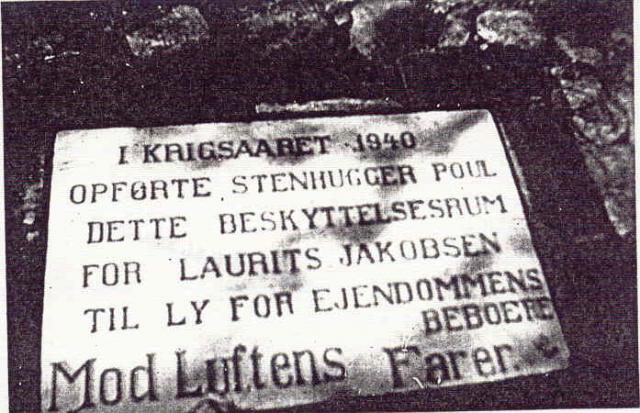 I KRIGSAARET 1940
OPFØRTE STENHUGGER POUL
DETTE BESKYTTELSESRUM
FOR LAURITS JAKOBSEN
TIL LY FOR EJENDOMMENS
BEBOERE
Mod Luftens Farer.